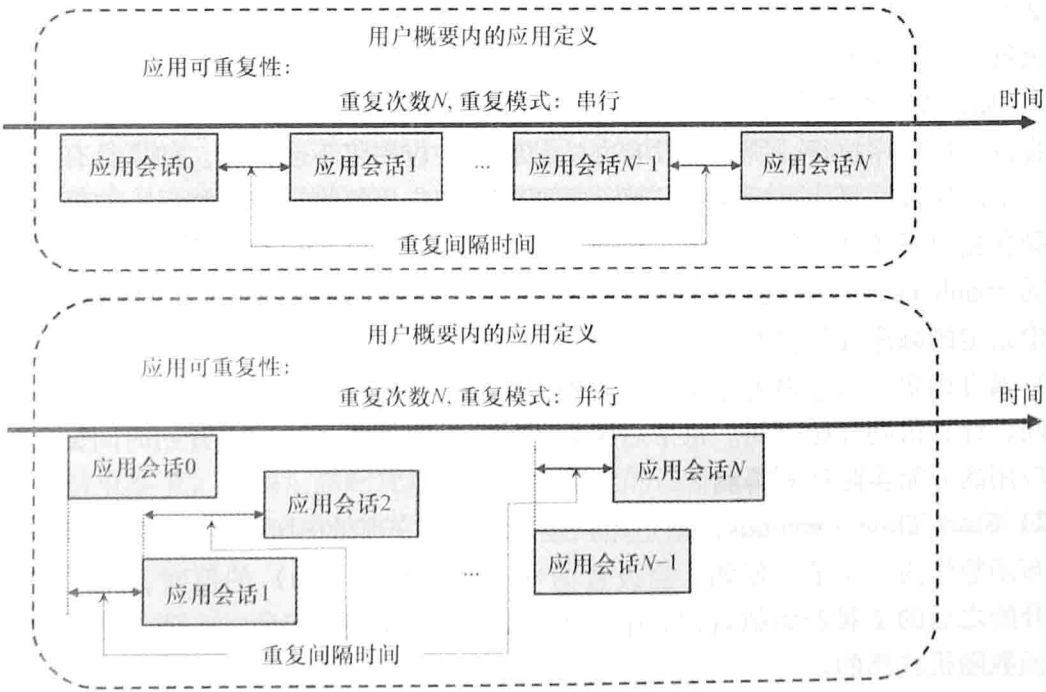 用户概要内的应用定义
应用可重复性：
重复次数N, 重复模式：串行
时间
应用会话0 应用会话1 … 应用会话N-1 应用会话N
重复间隔时间
用户概要内的应用定义
应用可重复性：
重复次数N, 重复模式：并行
时间
应用会话0 应用会话N
应用会话2
… 应用会话N-1
应用会话1
重复间隔时间